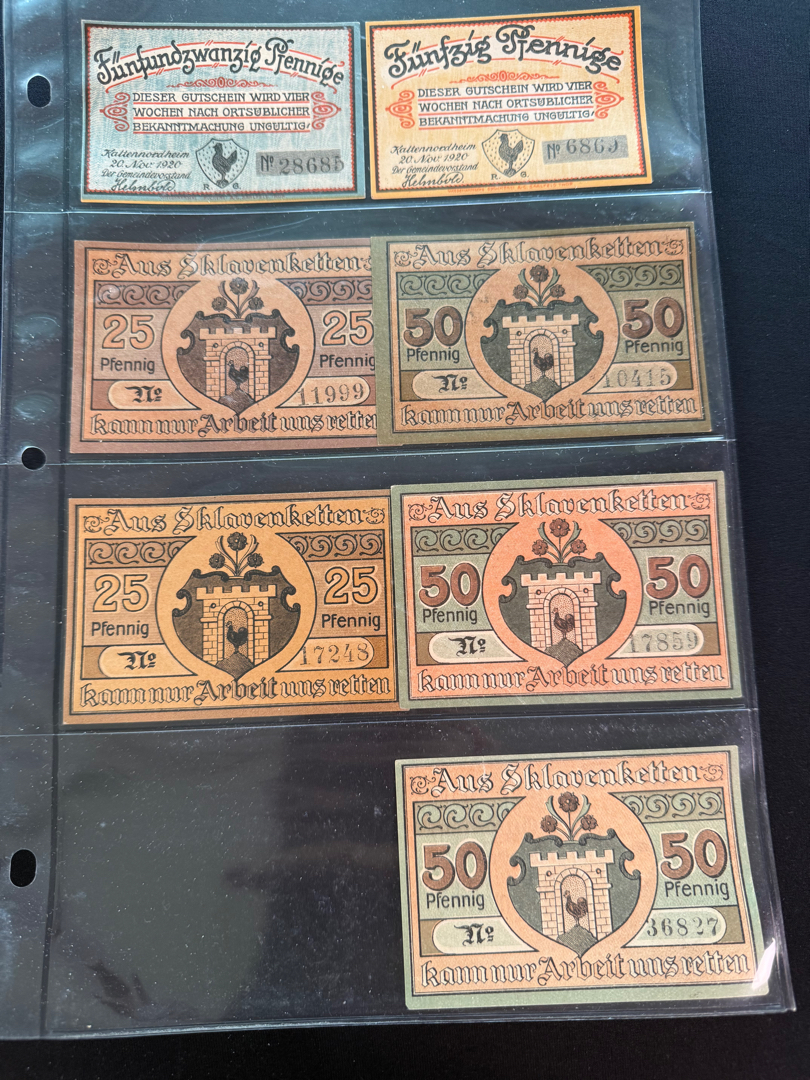 Fünfundzwanzig Pfennige
DIESER GUTSCHEIN WIRD VIER
WOCHEN NACH ORTSÜBLICHER
BEKANNTMACHUNG UNGÜLTIG!
Kaltennordheim
20. Nov. 1920
Der Gemeindevorstand
Helmbold
R. G.
№ 28685
Fünfzig Pfennige
DIESER GUTSCHEIN WIRD VIER
WOCHEN NACH ORTSÜBLICHER
BEKANNTMACHUNG UNGÜLTIG!
Kaltennordheim
20. Nov. 1920
Der Gemeindevorstand
Helmbold
R. G.
№
Aus Sklavenketten
25 25
Pfennig Pfennig
№ 11999
kann nur Arbeit uns retten
Aus Sklavenketten
50 50
Pfennig Pfennig
№ 10415
kann nur Arbeit uns retten
Aus Sklavenketten
25 25
Pfennig Pfennig
№ 17248
kann nur Arbeit uns retten
Aus Sklavenketten
50 50
Pfennig Pfennig
№ 17859
kann nur Arbeit uns retten
Aus Sklavenketten
50 50
Pfennig Pfennig
№ 36827
kann nur Arbeit uns retten